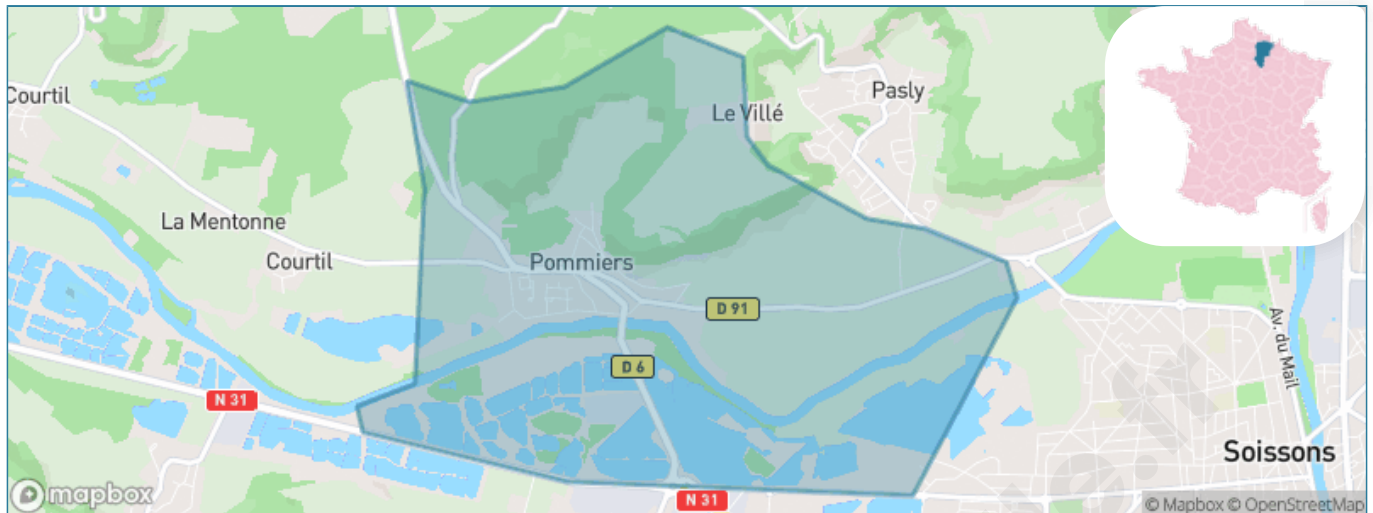 Courtil
Pasly
Le Villé
La Mentonne
Courtil
Pommiers
D 91
D 6
Av. du Mail
N 31
Soissons
N 31
mapbox
© Mapbox © OpenStreetMap